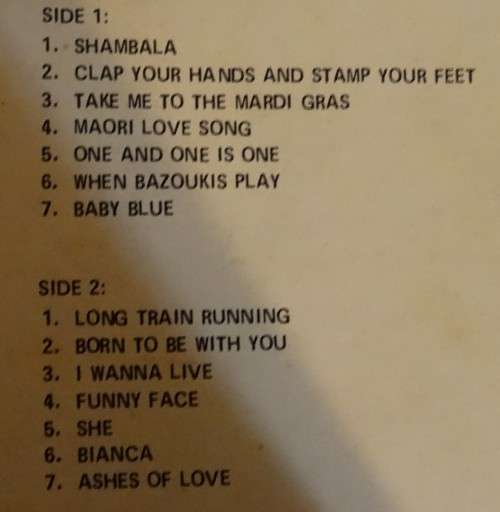 SIDE 1:
1. SHAMBALA
2. CLAP YOUR HANDS AND STAMP YOUR FEET
3. TAKE ME TO THE MARDI GRAS
4. MAORI LOVE SONG
5. ONE AND ONE IS ONE
6. WHEN BAZOUKIS PLAY
7. BABY BLUE
SIDE 2:
1. LONG TRAIN RUNNING
2. BORN TO BE WITH YOU
3. I WANNA LIVE
4. FUNNY FACE
5. SHE
6. BIANCA
7. ASHES OF LOVE